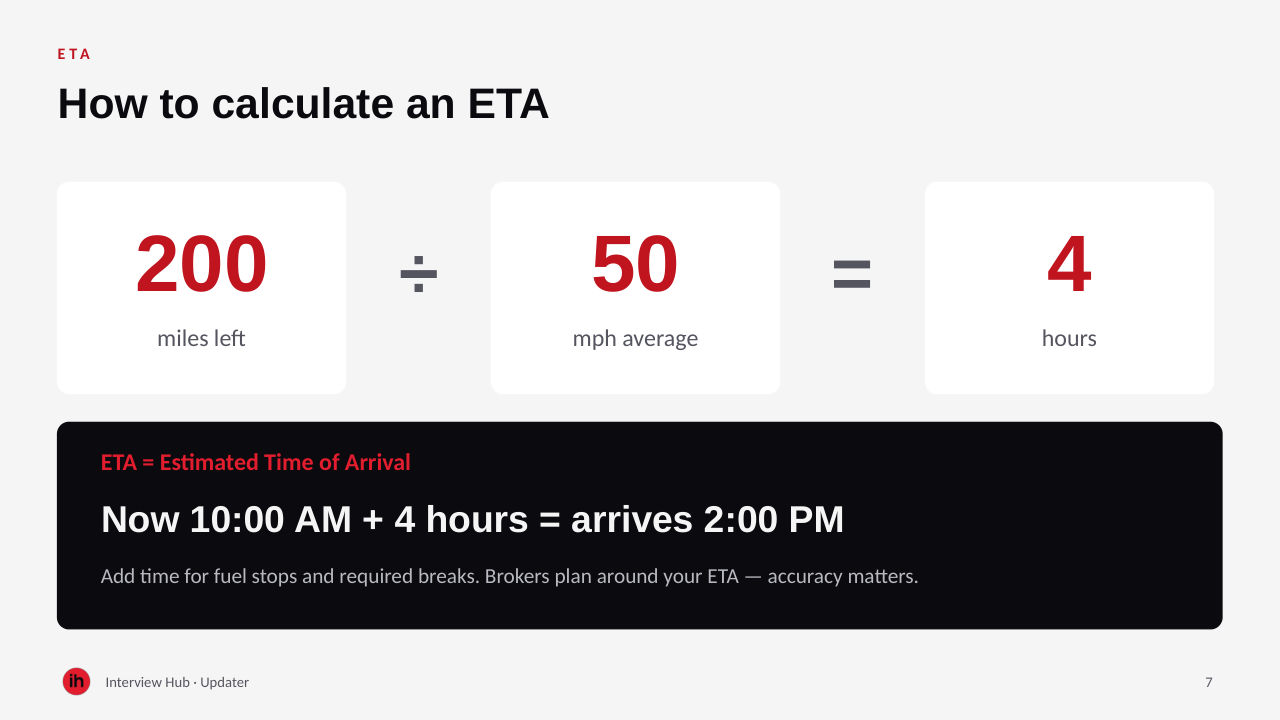 ETA
How to calculate an ETA
200
÷
50
=
4
miles left
mph average
hours
ETA = Estimated Time of Arrival
Now 10:00 AM + 4 hours = arrives 2:00 PM
Add time for fuel stops and required breaks. Brokers plan around your ETA — accuracy matters.
ih
Interview Hub · Updater
7